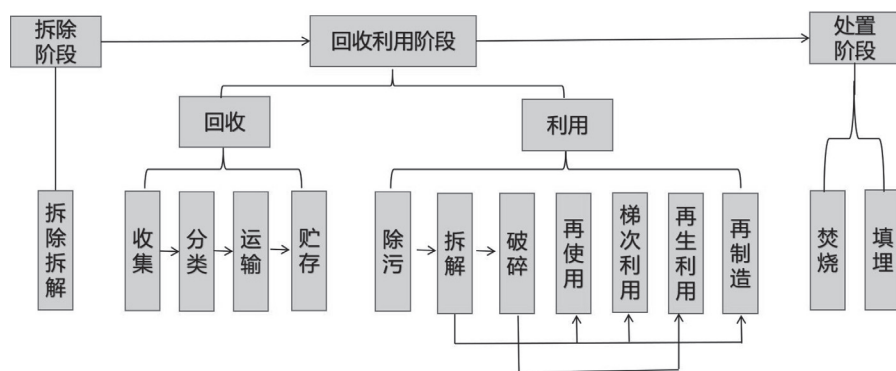 拆除
阶段
回收利用阶段
处置
阶段
回收
利用
拆除拆解
收集
分类
运输
贮存
除污
拆解
破碎
再使用
梯次利用
再生利用
再制造
焚烧
填埋